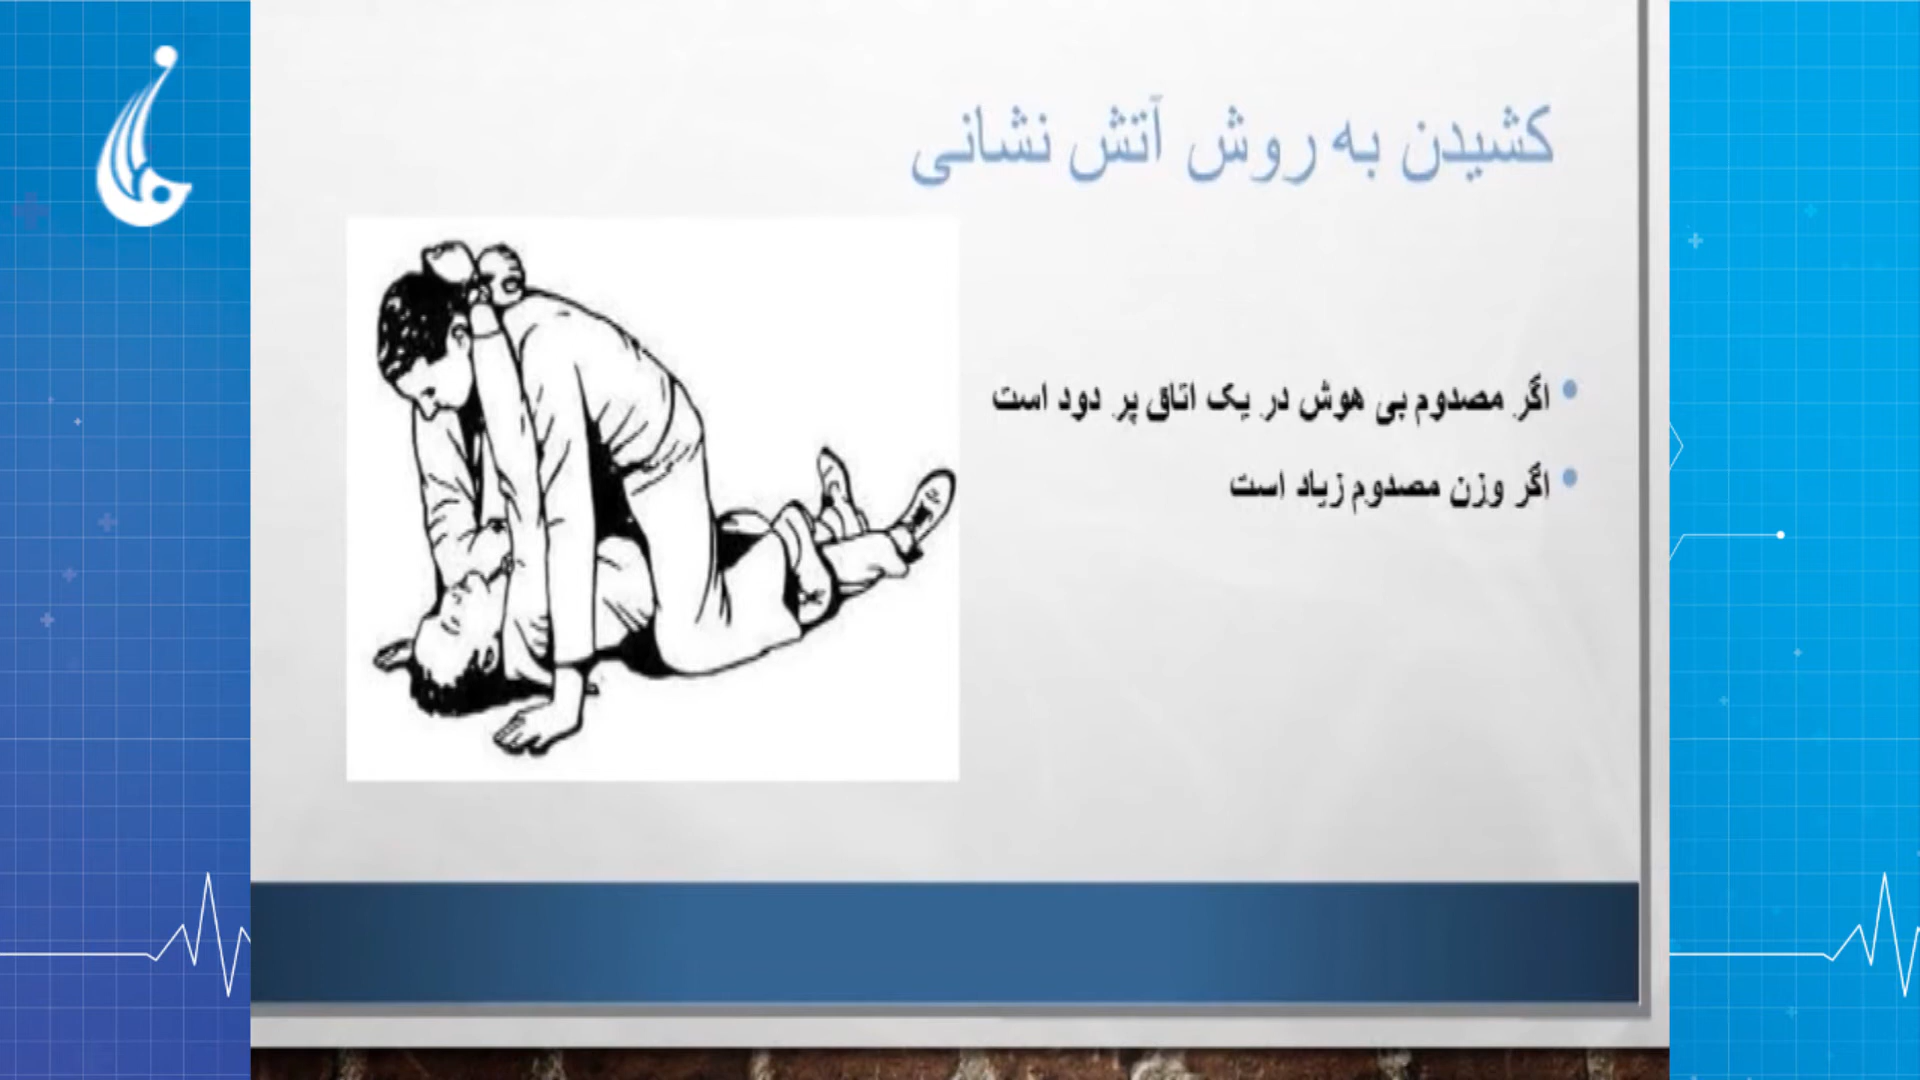 کشیدن به روش آتش نشانی
• اگر مصدوم بی هوش در یک اتاق پر دود است
• اگر وزن مصدوم زیاد است